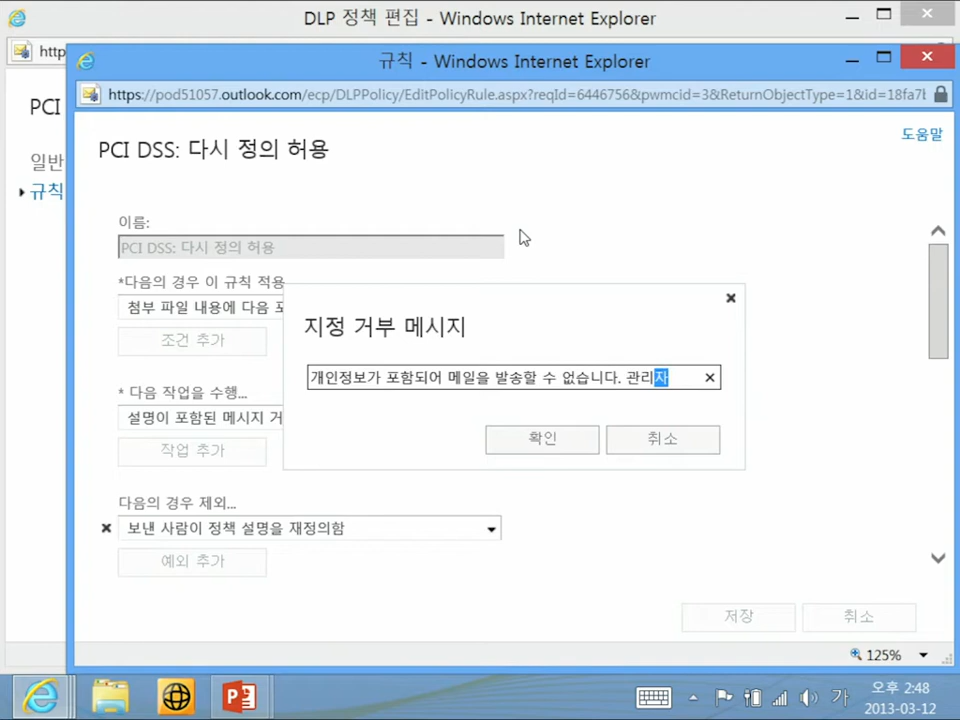 DLP 정책 편집 - Windows Internet Explorer
http
규칙 - Windows Internet Explorer
https://pod51057.outlook.com/ecp/DLPPolicy/EditPolicyRule.aspx?reqId=6446756&pwmcid=3&ReturnObjectType=1&id=18fa7b
도움말
PCI
PCI DSS: 다시 정의 허용
일반
규칙
이름:
PCI DSS: 다시 정의 허용
*다음의 경우 이 규칙 적용
첨부 파일 내용에 다음 포
조건 추가
지정 거부 메시지
개인정보가 포함되어 메일을 발송할 수 없습니다. 관리자
확인
취소
* 다음 작업을 수행...
설명이 포함된 메시지 거
작업 추가
다음의 경우 제외...
보낸 사람이 정책 설명을 재정의함
예외 추가
저장
취소
125%
가
오후 2:48
2013-03-12